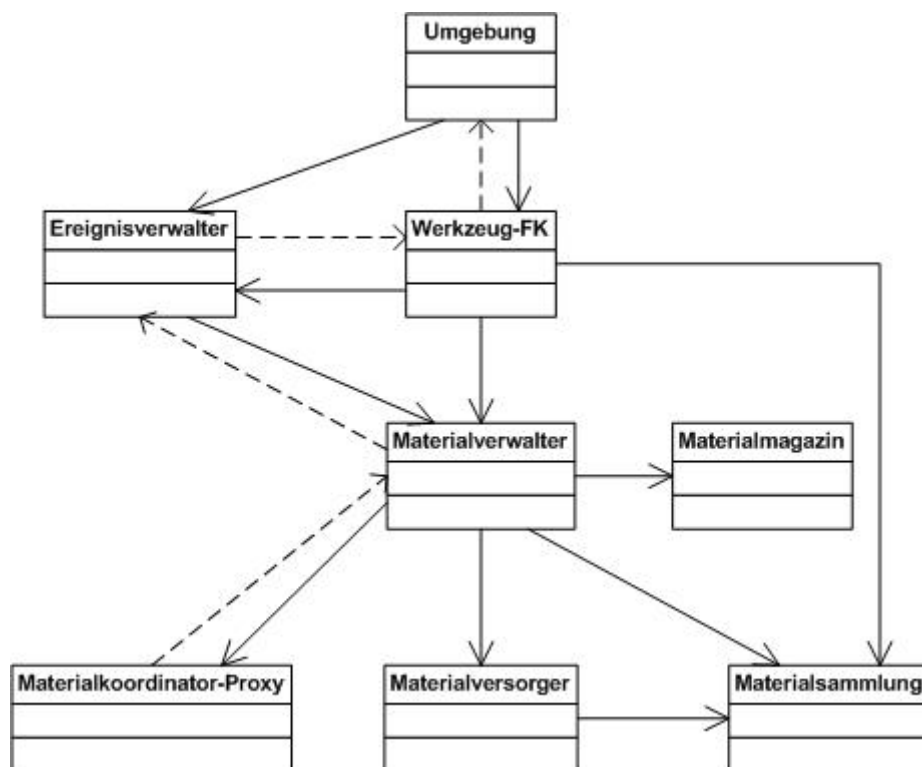 Umgebung
Ereignisverwalter
Werkzeug-FK
Materialverwalter
Materialmagazin
Materialkoordinator-Proxy
Materialversorger
Materialsammlung